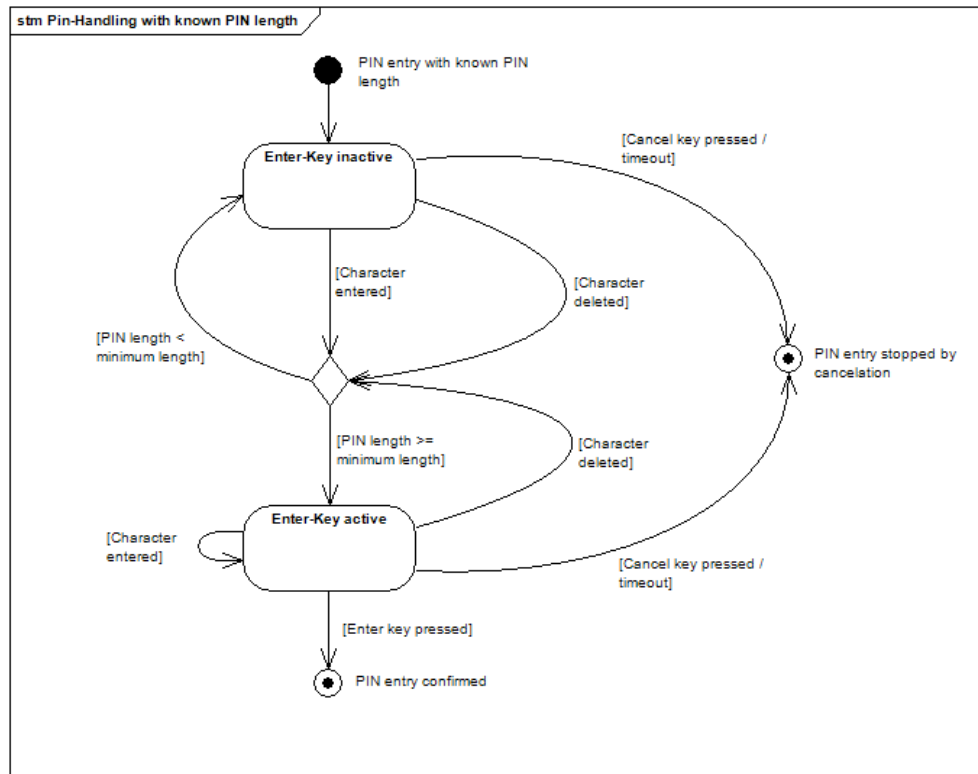 stm Pin-Handling with known PIN length
PIN entry with known PIN
length
[Cancel key pressed /
timeout]
Enter-Key inactive
[Character
entered]
[Character
deleted]
[PIN length <
minimum length]
PIN entry stopped by
cancelation
[PIN length >=
minimum length]
[Character
deleted]
Enter-Key active
[Character
entered]
[Cancel key pressed /
timeout]
[Enter key pressed]
PIN entry confirmed